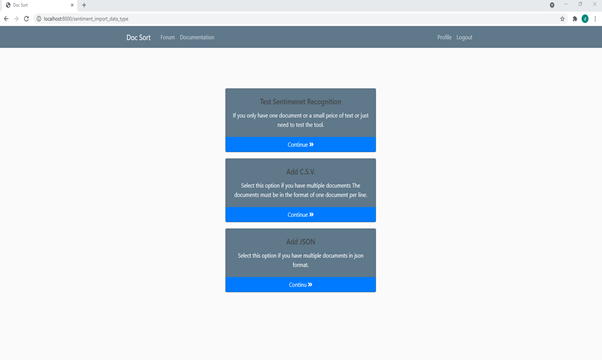 Doc Sort
localhost:8000/sentiment_import_data_type
Doc Sort Forum Documentation Profile Logout
Test Sentimenet Recognition
If you only have one document or a small peice of text or just
need to test the tool.
Continue »
Add C.S.V.
Select this option if you have multiple documents The
documents must be in the format of one document per line.
Continue »
Add JSON
Select this option if you have multiple documents in json
format.
Continu »